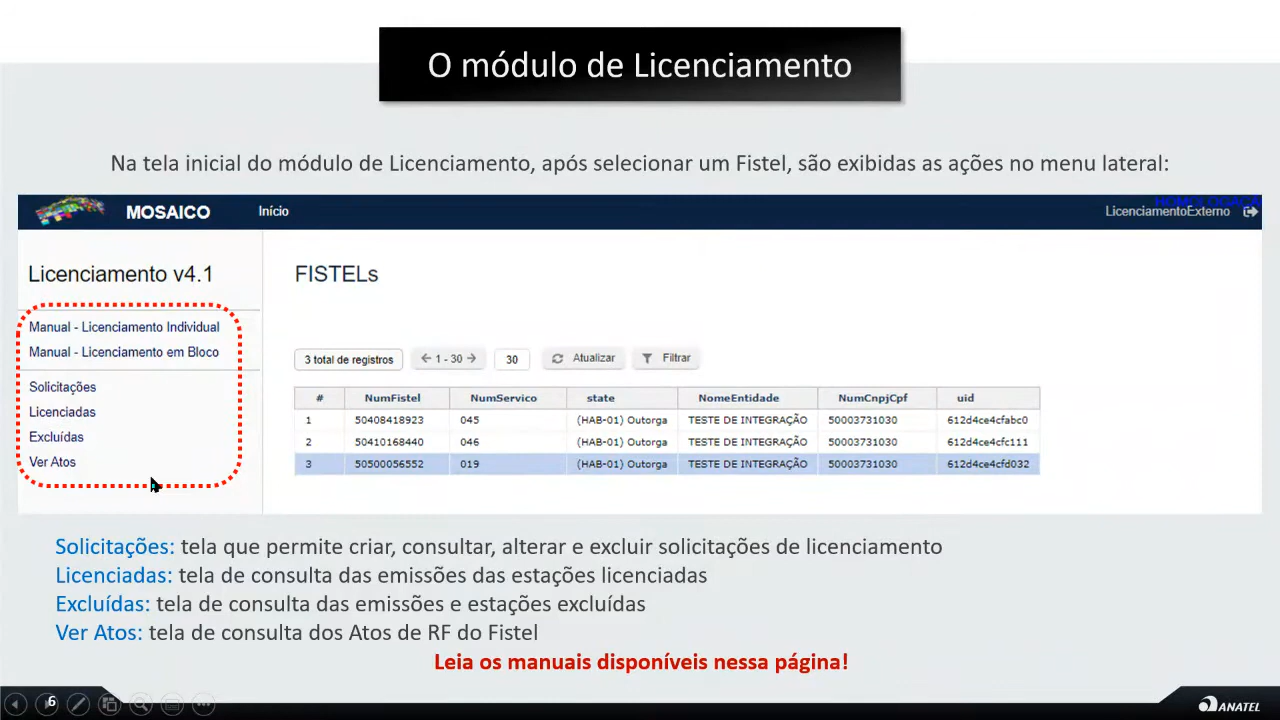 O módulo de Licenciamento
Na tela inicial do módulo de Licenciamento, após selecionar um Fistel, são exibidas as ações no menu lateral:
MOSAICO Início LicenciamentoExterno
HOMOLOGAÇÃ
Licenciamento v4.1
Manual - Licenciamento Individual
Manual - Licenciamento em Bloco
Solicitações
Licenciadas
Excluídas
Ver Atos
FISTELs
3 total de registros 1 - 30 30 Atualizar Filtrar
# NumFistel NumServico state NomeEntidade NumCnpjCpf uid
1 50408418923 045 (HAB-01) Outorga TESTE DE INTEGRAÇÃO 50003731030 612d4ce4cfabc0
2 50410168440 046 (HAB-01) Outorga TESTE DE INTEGRAÇÃO 50003731030 612d4ce4cfc111
3 50500056552 019 (HAB-01) Outorga TESTE DE INTEGRAÇÃO 50003731030 612d4ce4cfd032
Solicitações: tela que permite criar, consultar, alterar e excluir solicitações de licenciamento
Licenciadas: tela de consulta das emissões das estações licenciadas
Excluídas: tela de consulta das emissões e estações excluídas
Ver Atos: tela de consulta dos Atos de RF do Fistel
Leia os manuais disponíveis nessa página!
6
ANATEL